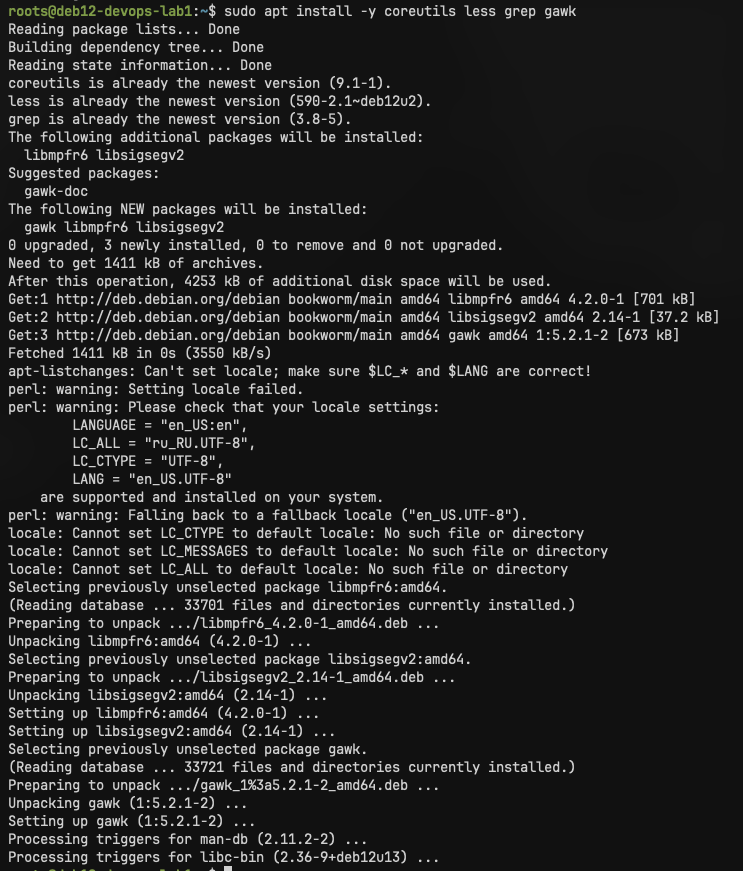 roots@deb12-devops-lab1:~$ sudo apt install -y coreutils less grep gawk
Reading package lists... Done
Building dependency tree... Done
Reading state information... Done
coreutils is already the newest version (9.1-1).
less is already the newest version (590-2.1~deb12u2).
grep is already the newest version (3.8-5).
The following additional packages will be installed:
  libmpfr6 libsigsegv2
Suggested packages:
  gawk-doc
The following NEW packages will be installed:
  gawk libmpfr6 libsigsegv2
0 upgraded, 3 newly installed, 0 to remove and 0 not upgraded.
Need to get 1411 kB of archives.
After this operation, 4253 kB of additional disk space will be used.
Get:1 http://deb.debian.org/debian bookworm/main amd64 libmpfr6 amd64 4.2.0-1 [701 kB]
Get:2 http://deb.debian.org/debian bookworm/main amd64 libsigsegv2 amd64 2.14-1 [37.2 kB]
Get:3 http://deb.debian.org/debian bookworm/main amd64 gawk amd64 1:5.2.1-2 [673 kB]
Fetched 1411 kB in 0s (3550 kB/s)
apt-listchanges: Can't set locale; make sure $LC_* and $LANG are correct!
perl: warning: Setting locale failed.
perl: warning: Please check that your locale settings:
        LANGUAGE = "en_US:en",
        LC_ALL = "ru_RU.UTF-8",
        LC_CTYPE = "UTF-8",
        LANG = "en_US.UTF-8"
    are supported and installed on your system.
perl: warning: Falling back to a fallback locale ("en_US.UTF-8").
locale: Cannot set LC_CTYPE to default locale: No such file or directory
locale: Cannot set LC_MESSAGES to default locale: No such file or directory
locale: Cannot set LC_ALL to default locale: No such file or directory
Selecting previously unselected package libmpfr6:amd64.
(Reading database ... 33701 files and directories currently installed.)
Preparing to unpack .../libmpfr6_4.2.0-1_amd64.deb ...
Unpacking libmpfr6:amd64 (4.2.0-1) ...
Selecting previously unselected package libsigsegv2:amd64.
Preparing to unpack .../libsigsegv2_2.14-1_amd64.deb ...
Unpacking libsigsegv2:amd64 (2.14-1) ...
Setting up libmpfr6:amd64 (4.2.0-1) ...
Setting up libsigsegv2:amd64 (2.14-1) ...
Selecting previously unselected package gawk.
(Reading database ... 33721 files and directories currently installed.)
Preparing to unpack .../gawk_1%3a5.2.1-2_amd64.deb ...
Unpacking gawk (1:5.2.1-2) ...
Setting up gawk (1:5.2.1-2) ...
Processing triggers for man-db (2.11.2-2) ...
Processing triggers for libc-bin (2.36-9+deb12u13) ...